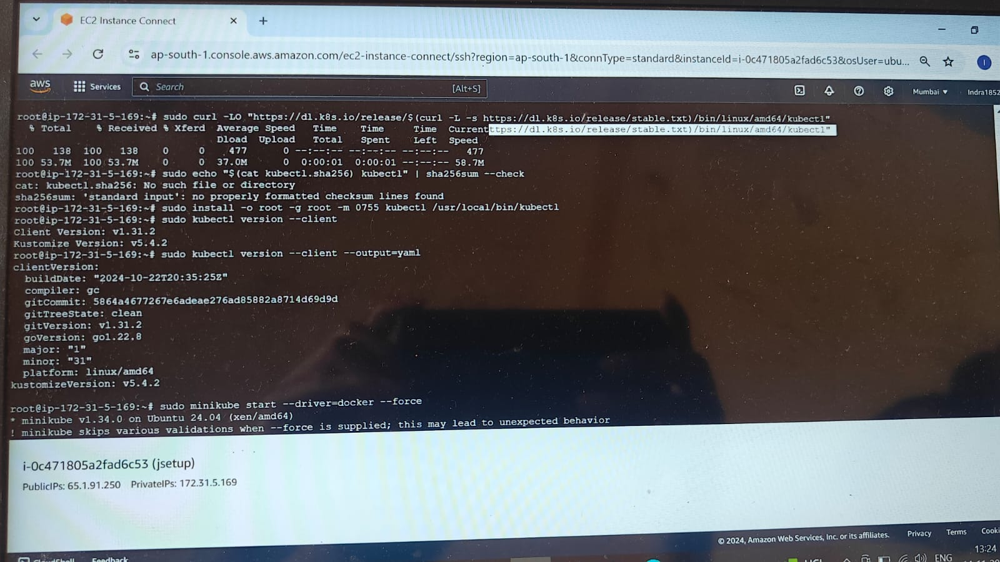 EC2 Instance Connect
ap-south-1.console.aws.amazon.com/ec2-instance-connect/ssh?region=ap-south-1&connType=standard&instanceId=i-0c471805a2fad6c53&osUser=ubu...
aws Services Search [Alt+S] Mumbai Indra1852
root@ip-172-31-5-169:~# sudo curl -LO "https://dl.k8s.io/release/$(curl -L -s https://dl.k8s.io/release/stable.txt)/bin/linux/amd64/kubectl"
% Total % Received % Xferd Average Speed Time Time Time Currentttps://dl.k8s.io/release/stable.txt)/bin/linux/amd64/kubectl"
Dload Upload Total Spent Left Speed
100 138 100 138 0 0 477 0 --:--:-- --:--:-- --:--:-- 477
100 53.7M 100 53.7M 0 0 37.0M 0 0:00:01 0:00:01 --:--:-- 58.7M
root@ip-172-31-5-169:~# sudo echo "$(cat kubectl.sha256) kubectl" | sha256sum --check
cat: kubectl.sha256: No such file or directory
sha256sum: 'standard input': no properly formatted checksum lines found
root@ip-172-31-5-169:~# sudo install -o root -g root -m 0755 kubectl /usr/local/bin/kubectl
root@ip-172-31-5-169:~# sudo kubectl version --client
Client Version: v1.31.2
Kustomize Version: v5.4.2
root@ip-172-31-5-169:~# sudo kubectl version --client --output=yaml
clientVersion:
buildDate: "2024-10-22T20:35:25Z"
compiler: gc
gitCommit: 5864a4677267e6adeae276ad85882a8714d69d9d
gitTreeState: clean
gitVersion: v1.31.2
goVersion: go1.22.8
major: "1"
minor: "31"
platform: linux/amd64
kustomizeVersion: v5.4.2
root@ip-172-31-5-169:~# sudo minikube start --driver=docker --force
* minikube v1.34.0 on Ubuntu 24.04 (xen/amd64)
! minikube skips various validations when --force is supplied; this may lead to unexpected behavior
i-0c471805a2fad6c53 (jsetup)
PublicIPs: 65.1.91.250 PrivateIPs: 172.31.5.169
© 2024, Amazon Web Services, Inc. or its affiliates. Privacy Terms Cooki
CloudShell Feedback
13:24
ENG